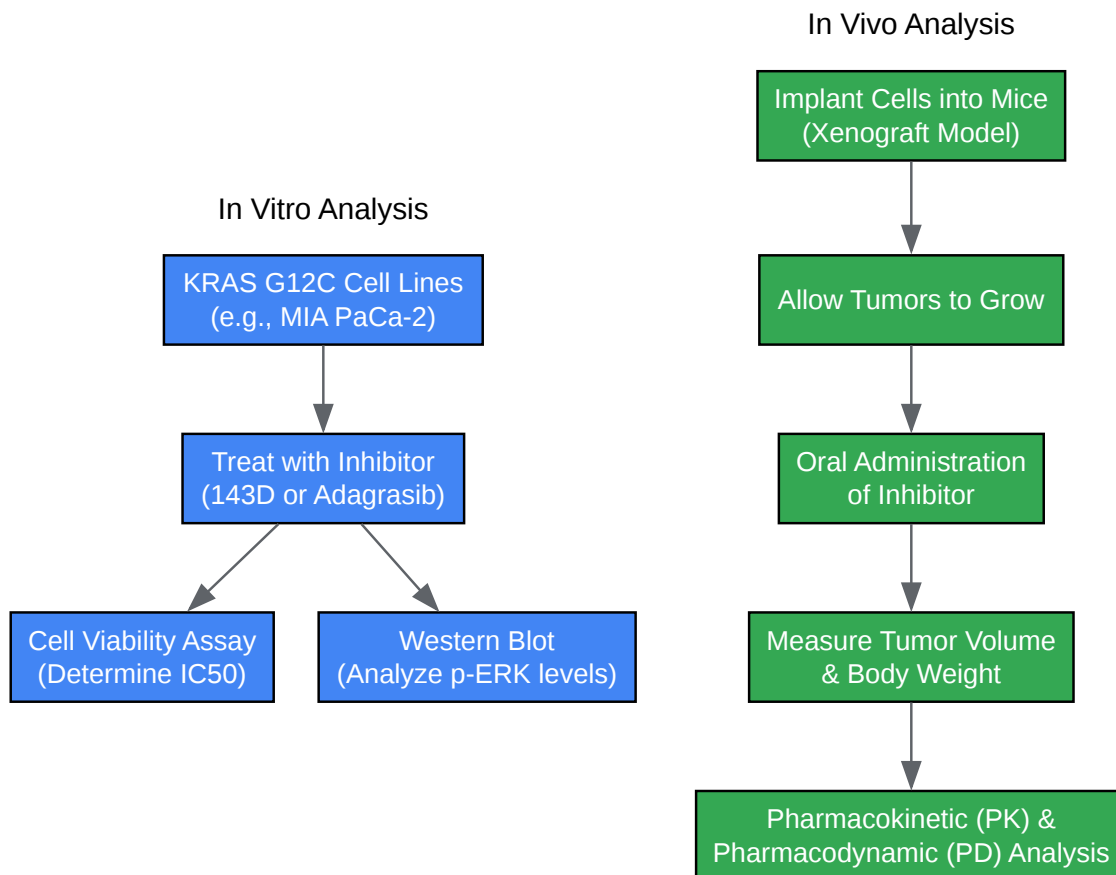 In Vitro Analysis
KRAS G12C Cell Lines
(e.g., MIA PaCa-2)
Treat with Inhibitor
(143D or Adagrasib)
Cell Viability Assay
(Determine IC50)
Western Blot
(Analyze p-ERK levels)
In Vivo Analysis
Implant Cells into Mice
(Xenograft Model)
Allow Tumors to Grow
Oral Administration
of Inhibitor
Measure Tumor Volume
& Body Weight
Pharmacokinetic (PK) &
Pharmacodynamic (PD) Analysis